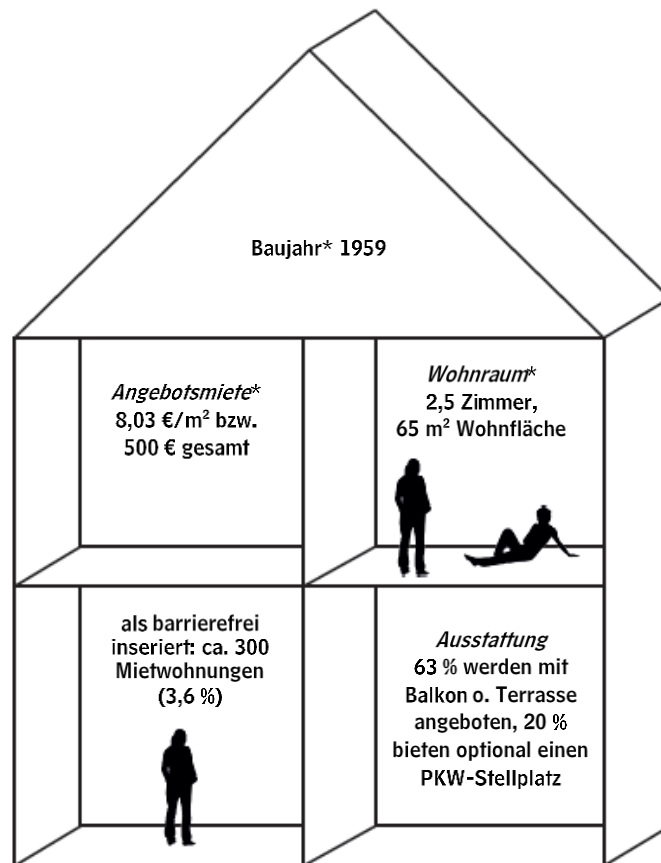 Baujahr* 1959
Angebotsmiete*
8,03 €/m² bzw.
500 € gesamt
Wohnraum*
2,5 Zimmer,
65 m² Wohnfläche
als barrierefrei
inseriert: ca. 300
Mietwohnungen
(3,6 %)
Ausstattung
63 % werden mit
Balkon o. Terrasse
angeboten, 20 %
bieten optional einen
PKW-Stellplatz